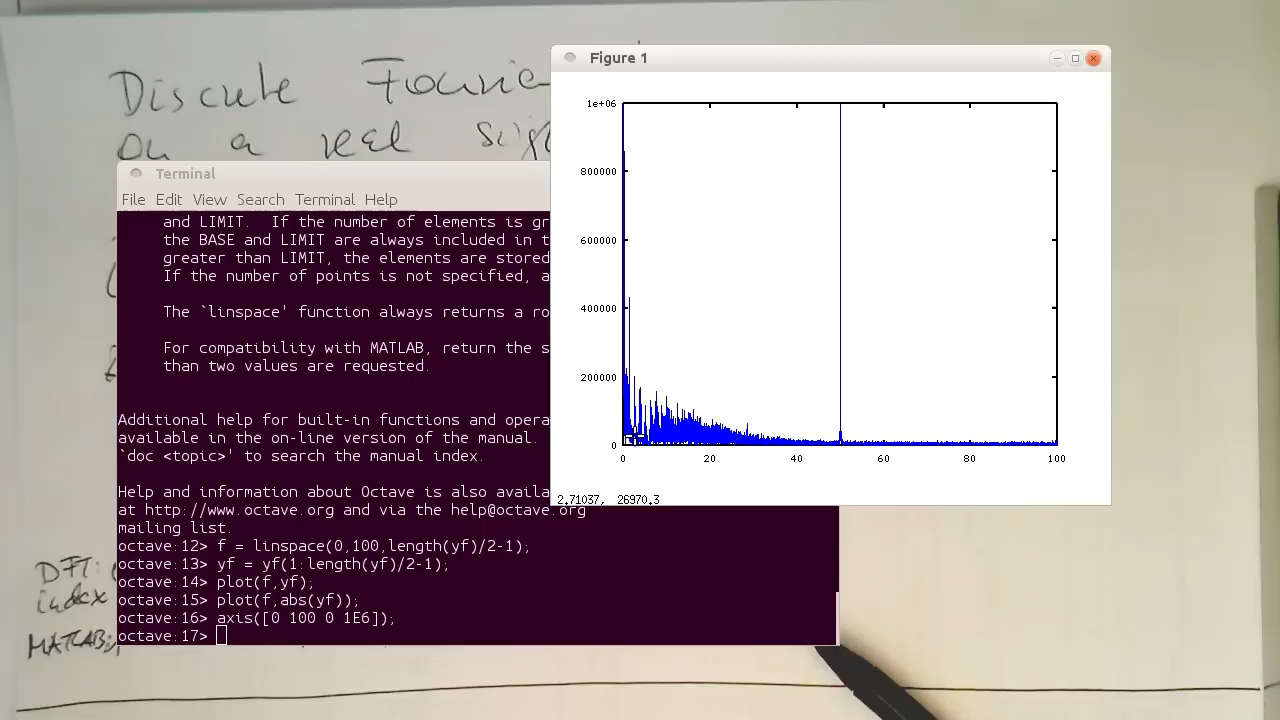 Discrete Fourie
on a real sig
Figure 1
1e+06
800000
600000
400000
200000
0
0 20 40 60 80 100
2.71037, 26970.3
Terminal
File Edit View Search Terminal Help
and LIMIT. If the number of elements is gr
the BASE and LIMIT are always included in t
greater than LIMIT, the elements are stored
If the number of points is not specified, a
The `linspace' function always returns a ro
For compatibility with MATLAB, return the s
than two values are requested.
Additional help for built-in functions and opera
available in the on-line version of the manual.
`doc <topic>' to search the manual index.
Help and information about Octave is also availa
at http://www.octave.org and via the help@octave.org
mailing list.
octave:12> f = linspace(0,100,length(yf)/2-1);
octave:13> yf = yf(1:length(yf)/2-1);
octave:14> plot(f,yf);
octave:15> plot(f,abs(yf));
octave:16> axis([0 100 0 1E6]);
octave:17>
DFT:
index
MATLAB: